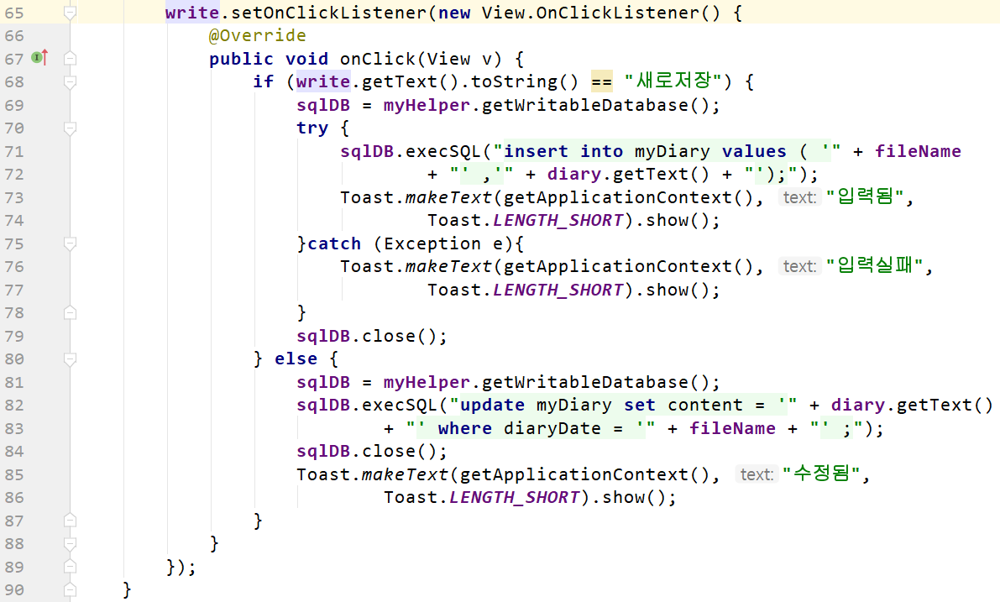 65 write.setOnClickListener(new View.OnClickListener() {
66 @Override
67 public void onClick(View v) {
68 if (write.getText().toString() == "새로저장") {
69 sqlDB = myHelper.getWritableDatabase();
70 try {
71 sqlDB.execSQL("insert into myDiary values ( '" + fileName
72 + "' ,'" + diary.getText() + "');");
73 Toast.makeText(getApplicationContext(), text: "입력됨",
74 Toast.LENGTH_SHORT).show();
75 }catch (Exception e){
76 Toast.makeText(getApplicationContext(), text: "입력실패",
77 Toast.LENGTH_SHORT).show();
78 }
79 sqlDB.close();
80 } else {
81 sqlDB = myHelper.getWritableDatabase();
82 sqlDB.execSQL("update myDiary set content = '" + diary.getText()
83 + "' where diaryDate = '" + fileName + "' ;");
84 sqlDB.close();
85 Toast.makeText(getApplicationContext(), text: "수정됨",
86 Toast.LENGTH_SHORT).show();
87 }
88 }
89 });
90 }